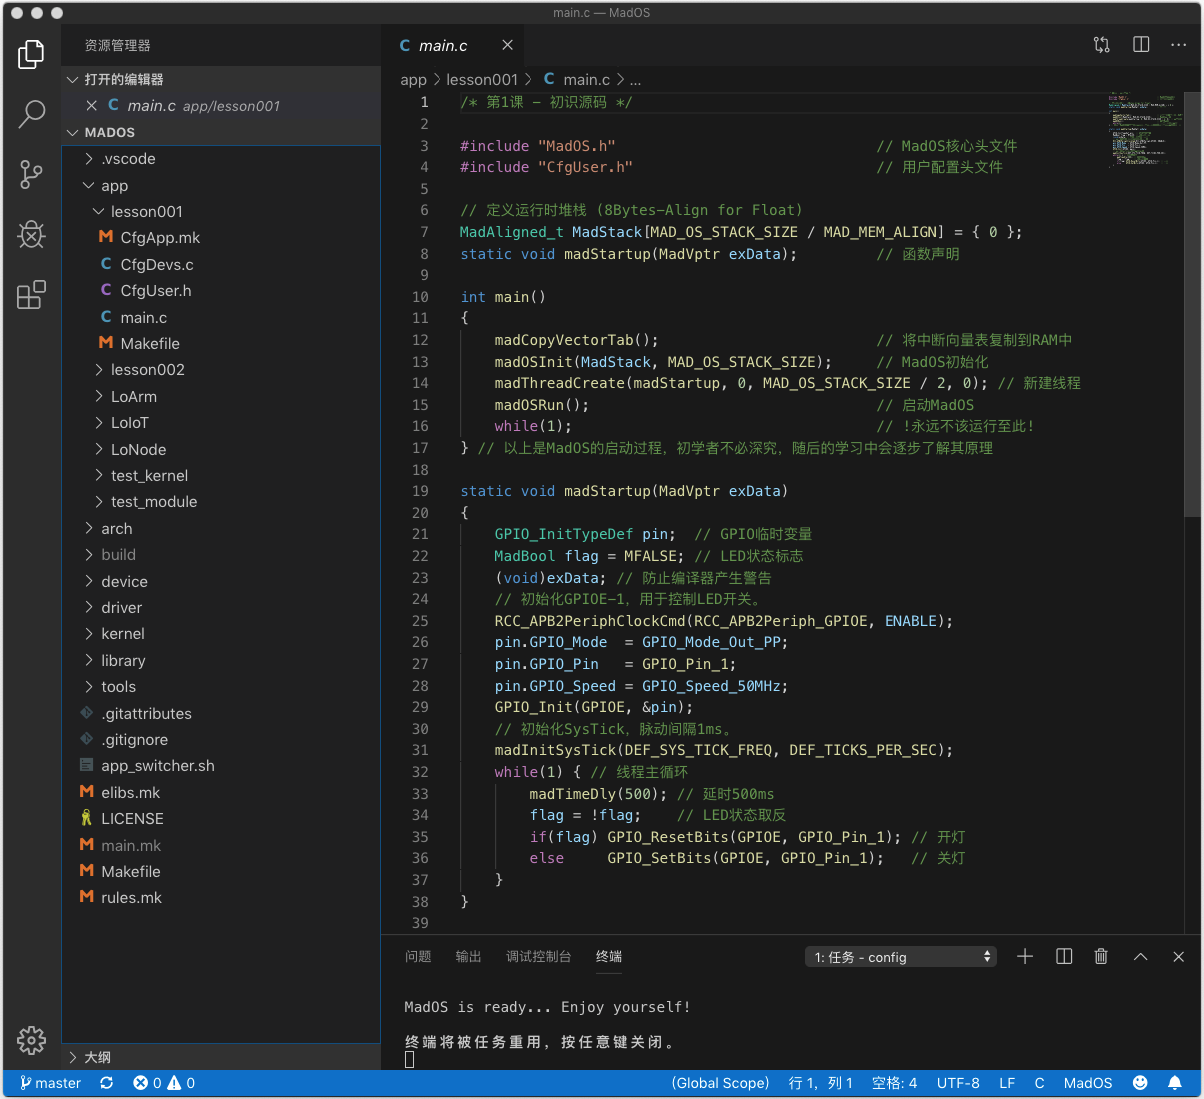 main.c — MadOS
资源管理器
打开的编辑器
main.c app/lesson001
MADOS
.vscode
app
lesson001
M CfgApp.mk
C CfgDevs.c
C CfgUser.h
C main.c
M Makefile
lesson002
LoArm
LoIoT
LoNode
test_kernel
test_module
arch
build
device
driver
kernel
library
tools
.gitattributes
.gitignore
app_switcher.sh
M elibs.mk
LICENSE
M main.mk
M Makefile
M rules.mk
大纲
C main.c
app > lesson001 > C main.c > ...
1 /* 第1课 - 初识源码 */
2
3 #include "MadOS.h" // MadOS核心头文件
4 #include "CfgUser.h" // 用户配置头文件
5
6 // 定义运行时堆栈 (8Bytes-Align for Float)
7 MadAligned_t MadStack[MAD_OS_STACK_SIZE / MAD_MEM_ALIGN] = { 0 };
8 static void madStartup(MadVptr exData); // 函数声明
9
10 int main()
11 {
12 madCopyVectorTab(); // 将中断向量表复制到RAM中
13 madOSInit(MadStack, MAD_OS_STACK_SIZE); // MadOS初始化
14 madThreadCreate(madStartup, 0, MAD_OS_STACK_SIZE / 2, 0); // 新建线程
15 madOSRun(); // 启动MadOS
16 while(1); // !永远不该运行至此!
17 } // 以上是MadOS的启动过程, 初学者不必深究, 随后的学习中会逐步了解其原理
18
19 static void madStartup(MadVptr exData)
20 {
21 GPIO_InitTypeDef pin; // GPIO临时变量
22 MadBool flag = MFALSE; // LED状态标志
23 (void)exData; // 防止编译器产生警告
24 // 初始化GPIOE-1, 用于控制LED开关。
25 RCC_APB2PeriphClockCmd(RCC_APB2Periph_GPIOE, ENABLE);
26 pin.GPIO_Mode = GPIO_Mode_Out_PP;
27 pin.GPIO_Pin = GPIO_Pin_1;
28 pin.GPIO_Speed = GPIO_Speed_50MHz;
29 GPIO_Init(GPIOE, &pin);
30 // 初始化SysTick, 脉动间隔1ms。
31 madInitSysTick(DEF_SYS_TICK_FREQ, DEF_TICKS_PER_SEC);
32 while(1) { // 线程主循环
33 madTimeDly(500); // 延时500ms
34 flag = !flag; // LED状态取反
35 if(flag) GPIO_ResetBits(GPIOE, GPIO_Pin_1); // 开灯
36 else GPIO_SetBits(GPIOE, GPIO_Pin_1); // 关灯
37 }
38 }
39
问题 输出 调试控制台 终端 1: 任务 - config
MadOS is ready... Enjoy yourself!
终端将被任务重用, 按任意键关闭。
master 0 0 (Global Scope) 行 1, 列 1 空格: 4 UTF-8 LF C MadOS